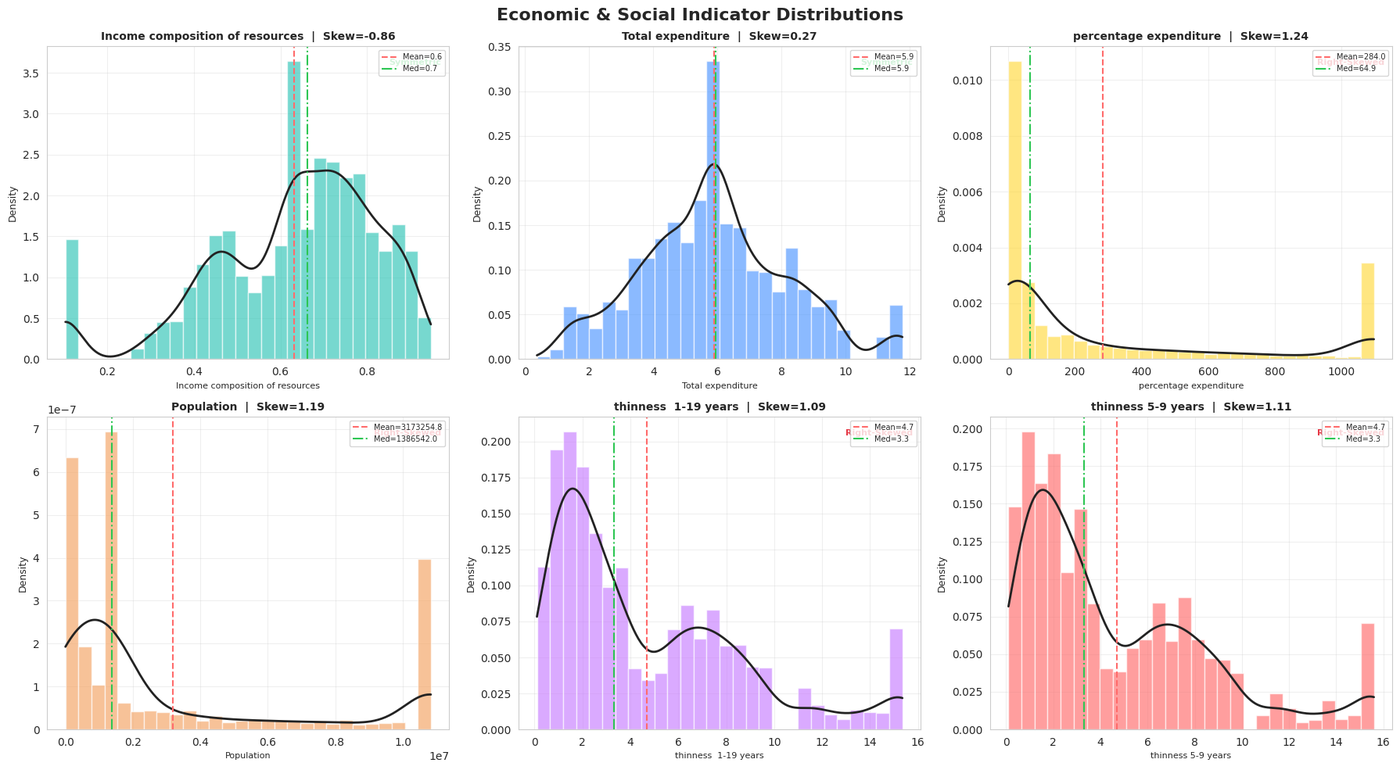 Economic & Social Indicator Distributions
Income composition of resources | Skew=-0.86
Density
3.5
3.0
2.5
2.0
1.5
1.0
0.5
0.0
0.2
0.4
0.6
0.8
Income composition of resources
Mean=0.6
Med=0.7
Total expenditure | Skew=0.27
Density
0.35
0.30
0.25
0.20
0.15
0.10
0.05
0.00
0
2
4
6
8
10
12
Total expenditure
Mean=5.9
Med=5.9
percentage expenditure | Skew=1.24
Density
0.010
0.008
0.006
0.004
0.002
0.000
0
200
400
600
800
1000
percentage expenditure
Mean=284.0
Med=64.9
Population | Skew=1.19
1e−7
Density
7
6
5
4
3
2
1
0
0.0
0.2
0.4
0.6
0.8
1.0
1e7
Population
Mean=3173254.8
Med=1386542.0
thinness  1-19 years | Skew=1.09
Density
0.200
0.175
0.150
0.125
0.100
0.075
0.050
0.025
0.000
0
2
4
6
8
10
12
14
16
thinness  1-19 years
Mean=4.7
Med=3.3
thinness 5-9 years | Skew=1.11
Density
0.200
0.175
0.150
0.125
0.100
0.075
0.050
0.025
0.000
0
2
4
6
8
10
12
14
16
thinness 5-9 years
Mean=4.7
Med=3.3